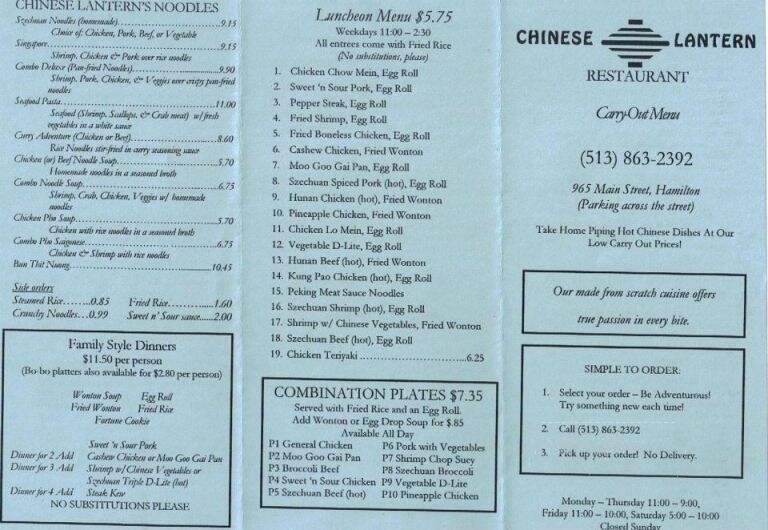 CHINESE LANTERN'S NOODLES
Szechuan Noodles (homemade)...9.15
Choice of: Chicken, Pork, Beef, or Vegetable
Singapore...9.15
Shrimp, Chicken & Pork over rice noodles
Combo Deluxe (Pan-fried Noodles)...9.90
Shrimp, Pork, Chicken, & Veggies over crispy pan-fried
noodles
Seafood Pasta...11.00
Seafood (Shrimp, Scallops, & Crab meat) w/ fresh
vegetables in a white sauce
Curry Adventure (Chicken or Beef)...8.60
Rice Noodles stir-fried in curry seasoning sauce
Chicken (or) Beef Noodle Soup...5.70
Homemade noodles in a seasoned broth
Combo Noodle Soup...6.75
Shrimp, Crab, Chicken, Veggies w/ homemade
noodles
Chicken Pho Soup...5.70
Chicken with rice noodles in a seasoned broth
Combo Pho Saigonese...6.75
Chicken & Shrimp with rice noodles
Bun Thit Nuong...10.45
Side orders
Steamed Rice......0.85 Fried Rice...1.60
Crunchy Noodles...0.99 Sweet n' Sour sauce.....2.00
Family Style Dinners
$11.50 per person
(Bo-bo platters also available for $2.80 per person)
Wonton Soup Egg Roll
Fried Wonton Fried Rice
Fortune Cookie
Sweet 'n Sour Pork
Dinner for 2 Add Cashew Chicken or Moo Goo Gai Pan
Dinner for 3 Add Shrimp w/ Chinese Vegetables or
Szechuan Triple D-Lite (hot)
Dinner for 4 Add Steak Kew
NO SUBSTITUTIONS PLEASE
Luncheon Menu $5.75
Weekdays 11:00 – 2:30
All entrees come with Fried Rice
(No substitutions, please)
1. Chicken Chow Mein, Egg Roll
2. Sweet 'n Sour Pork, Egg Roll
3. Pepper Steak, Egg Roll
4. Fried Shrimp, Egg Roll
5. Fried Boneless Chicken, Egg Roll
6. Cashew Chicken, Fried Wonton
7. Moo Goo Gai Pan, Egg Roll
8. Szechuan Spiced Pork (hot), Egg Roll
9. Hunan Chicken (hot), Fried Wonton
10. Pineapple Chicken, Fried Wonton
11. Chicken Lo Mein, Egg Roll
12. Vegetable D-Lite, Egg Roll
13. Hunan Beef (hot), Fried Wonton
14. Kung Pao Chicken (hot), Egg Roll
15. Peking Meat Sauce Noodles
16. Szechuan Shrimp (hot), Egg Roll
17. Shrimp w/ Chinese Vegetables, Fried Wonton
18. Szechuan Beef (hot), Egg Roll
19. Chicken Teriyaki...6.25
COMBINATION PLATES $7.35
Served with Fried Rice and an Egg Roll.
Add Wonton or Egg Drop Soup for $.85
Available All Day
P1 General Chicken P6 Pork with Vegetables
P2 Moo Goo Gai Pan P7 Shrimp Chop Suey
P3 Broccoli Beef P8 Szechuan Broccoli
P4 Sweet 'n Sour Chicken P9 Vegetable D-Lite
P5 Szechuan Beef (hot) P10 Pineapple Chicken
CHINESE LANTERN
RESTAURANT
Carry-Out Menu
(513) 863-2392
965 Main Street, Hamilton
(Parking across the street)
Take Home Piping Hot Chinese Dishes At Our
Low Carry Out Prices!
Our made from scratch cuisine offers
true passion in every bite.
SIMPLE TO ORDER:
1. Select your order – Be Adventurous!
Try something new each time!
2. Call (513) 863-2392
3. Pick up your order! No Delivery.
Monday – Thursday 11:00 – 9:00,
Friday 11:00 – 10:00, Saturday 5:00 – 10:00
Closed Sunday